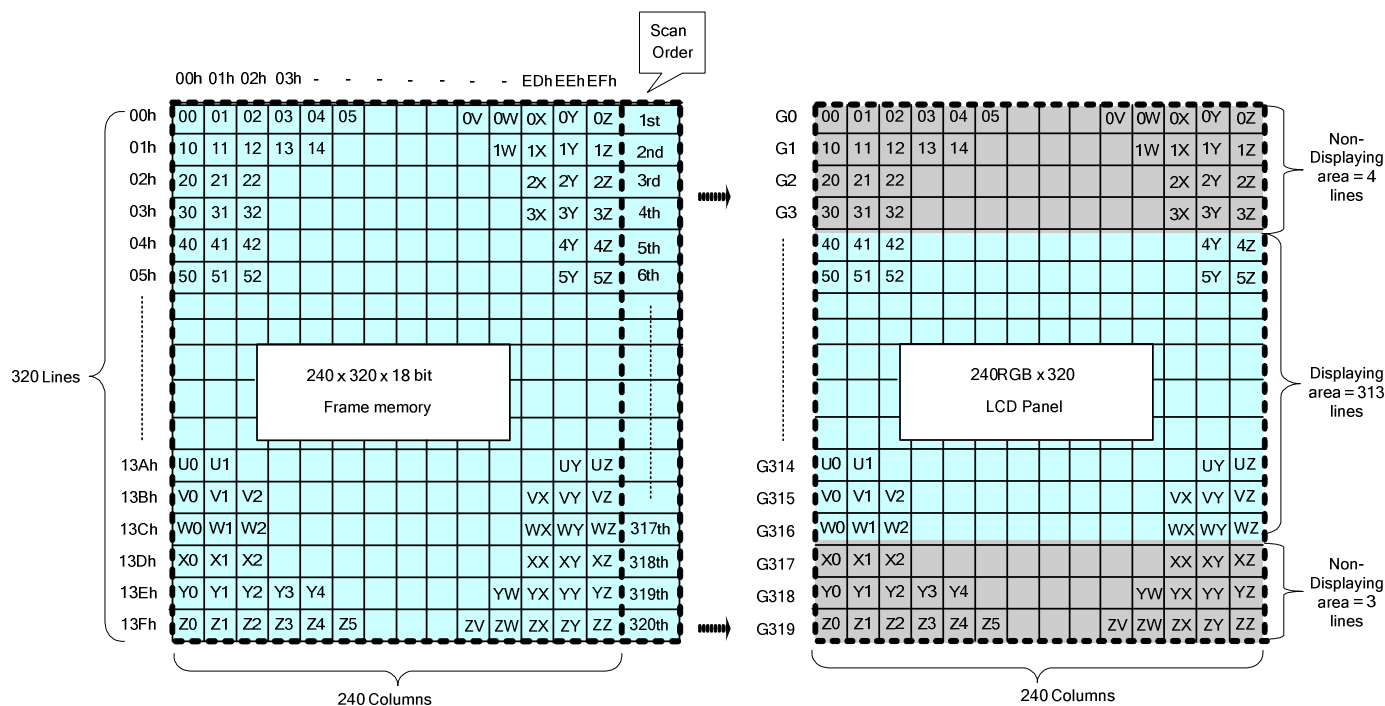 Scan
Order
00h 01h 02h 03h - - - - - - - EDh EEh EFh
00h 00 01 02 03 04 05 0V 0W 0X 0Y 0Z 1st
01h 10 11 12 13 14 1W 1X 1Y 1Z 2nd
02h 20 21 22 2X 2Y 2Z 3rd
03h 30 31 32 3X 3Y 3Z 4th
04h 40 41 42 4Y 4Z 5th
05h 50 51 52 5Y 5Z 6th
320 Lines
240 x 320 x 18 bit
Frame memory
13Ah U0 U1 UY UZ
13Bh V0 V1 V2 VX VY VZ
13Ch W0 W1 W2 WX WY WZ 317th
13Dh X0 X1 X2 XX XY XZ 318th
13Eh Y0 Y1 Y2 Y3 Y4 YW YX YY YZ 319th
13Fh Z0 Z1 Z2 Z3 Z4 Z5 ZV ZW ZX ZY ZZ 320th
240 Columns
G0 00 01 02 03 04 05 0V 0W 0X 0Y 0Z
G1 10 11 12 13 14 1W 1X 1Y 1Z
G2 20 21 22 2X 2Y 2Z
G3 30 31 32 3X 3Y 3Z
40 41 42 4Y 4Z
50 51 52 5Y 5Z
Non-
Displaying
area = 4
lines
240RGB x 320
LCD Panel
Displaying
area = 313
lines
G314 U0 U1 UY UZ
G315 V0 V1 V2 VX VY VZ
G316 W0 W1 W2 WX WY WZ
G317 X0 X1 X2 XX XY XZ
G318 Y0 Y1 Y2 Y3 Y4 YW YX YY YZ
G319 Z0 Z1 Z2 Z3 Z4 Z5 ZV ZW ZX ZY ZZ
Non-
Displaying
area = 3
lines
240 Columns